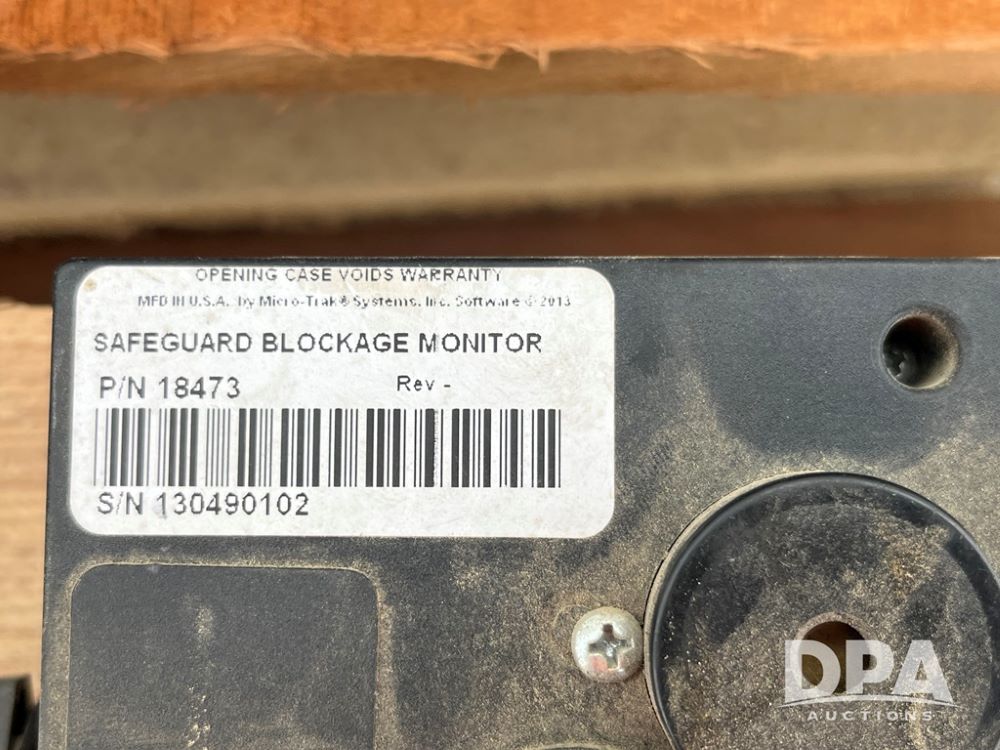 OPENING CASE VOIDS WARRANTY
MFD IN U.S.A. by Micro-Trak® Systems, Inc. Software © 2013
SAFEGUARD BLOCKAGE MONITOR
P/N 18473 Rev -
S/N 130490102
DPA
AUCTIONS